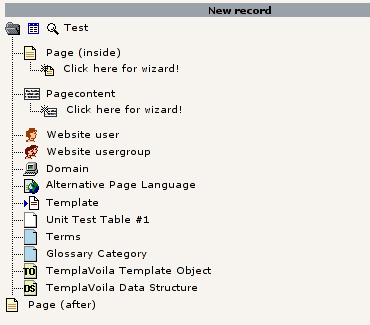 New record
Test
Page (inside)
Click here for wizard!
Pagecontent
Click here for wizard!
Website user
Website usergroup
Domain
Alternative Page Language
Template
Unit Test Table #1
Terms
Glossary Category
TO TemplaVoila Template Object
DS TemplaVoila Data Structure
Page (after)